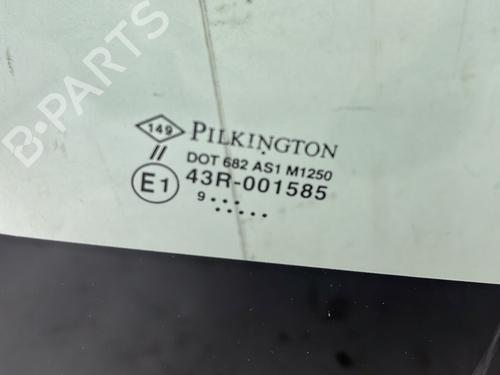 B-PARTS
149 PILKINGTON
// DOT 682 AS1 M1250
E1 43R-001585
9